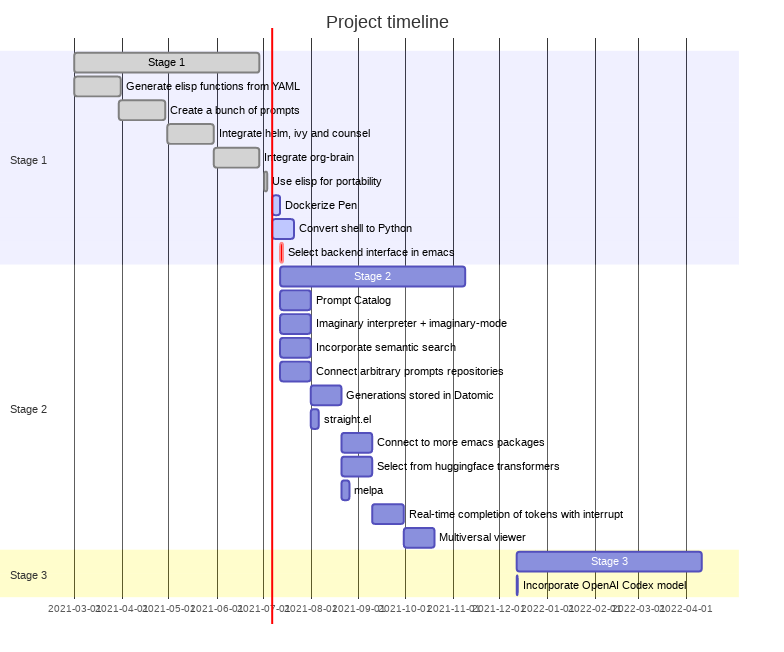 Project timeline
Stage 1
Generate elisp functions from YAML
Create a bunch of prompts
Integrate helm, ivy and counsel
Stage 1
Integrate org-brain
Use elisp for portability
Dockerize Pen
Convert shell to Python
Select backend interface in emacs
Stage 2
Prompt Catalog
Imaginary interpreter + imaginary-mode
Incorporate semantic search
Connect arbitrary prompts repositories
Generations stored in Datomic
Stage 2
straight.el
Connect to more emacs packages
Select from huggingface transformers
melpa
Real-time completion of tokens with interrupt
Multiversal viewer
Stage 3
Stage 3
Incorporate OpenAI Codex model
2021-03-01 2021-04-01 2021-05-01 2021-06-01 2021-07-01 2021-08-01 2021-09-01 2021-10-01 2021-11-01 2021-12-01 2022-01-01 2022-02-01 2022-03-01 2022-04-01